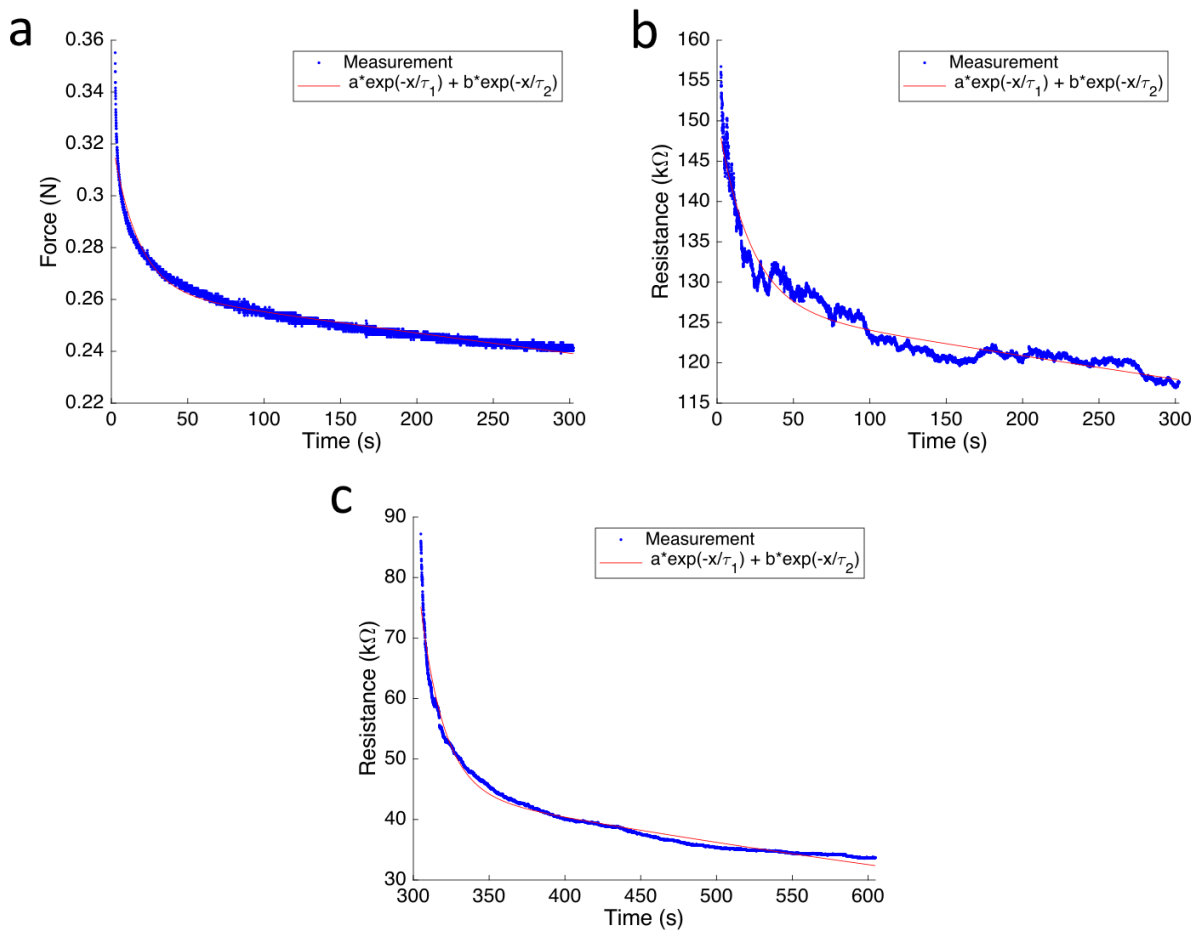 a
Force (N)
0.36
0.34
0.32
0.3
0.28
0.26
0.24
0.22
0 50 100 150 200 250 300
Time (s)
Measurement
a*exp(-x/τ1) + b*exp(-x/τ2)
b
Resistance (kΩ)
160
155
150
145
140
135
130
125
120
115
0 50 100 150 200 250 300
Time (s)
Measurement
a*exp(-x/τ1) + b*exp(-x/τ2)
c
Resistance (kΩ)
90
80
70
60
50
40
30
300 350 400 450 500 550 600
Time (s)
Measurement
a*exp(-x/τ1) + b*exp(-x/τ2)